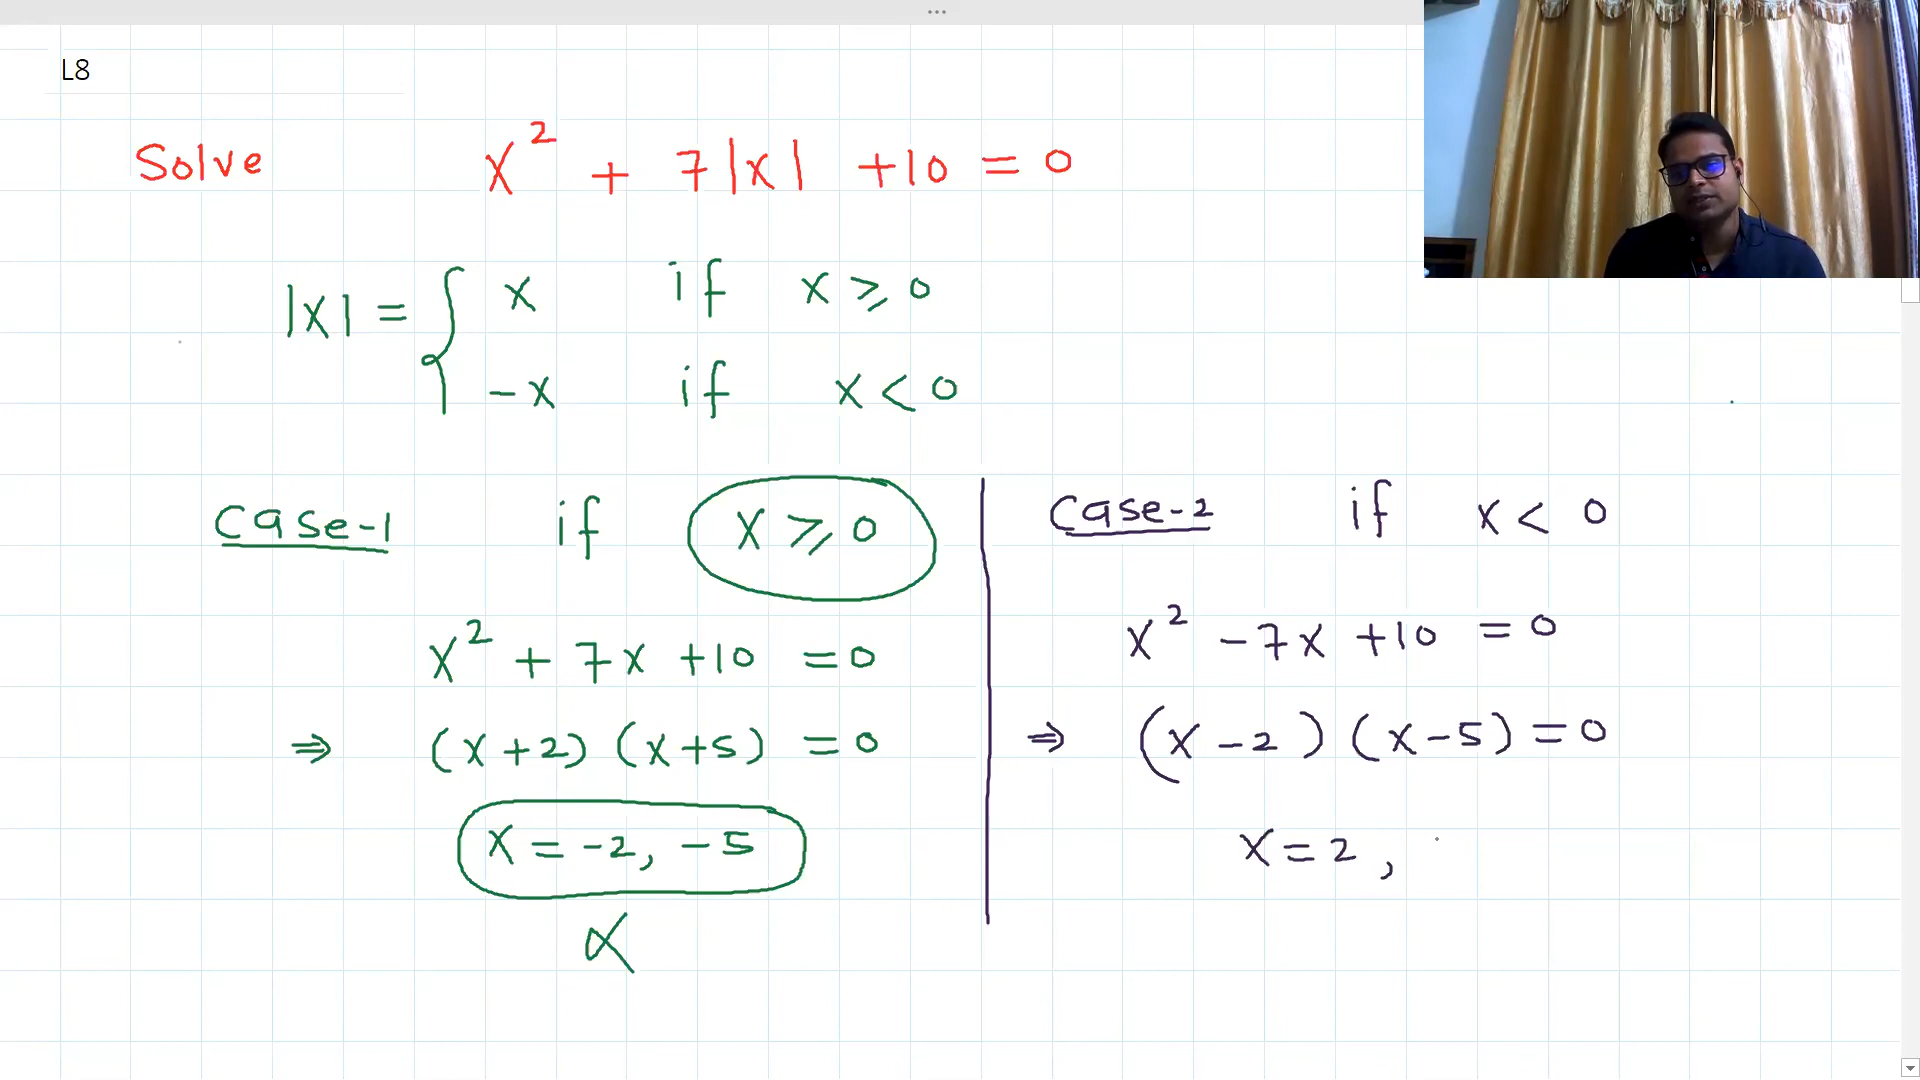 L8
Solve x² + 7|x| +10 = 0
|x| = { x if x ⩾ 0
-x if x < 0
Case-1 if x ⩾ 0
x² + 7x +10 =0
⇒ (x+2) (x+5) =0
x = -2, -5
Case-2 if x < 0
x² -7x +10 =0
⇒ (x-2) (x-5) =0
x=2 ,